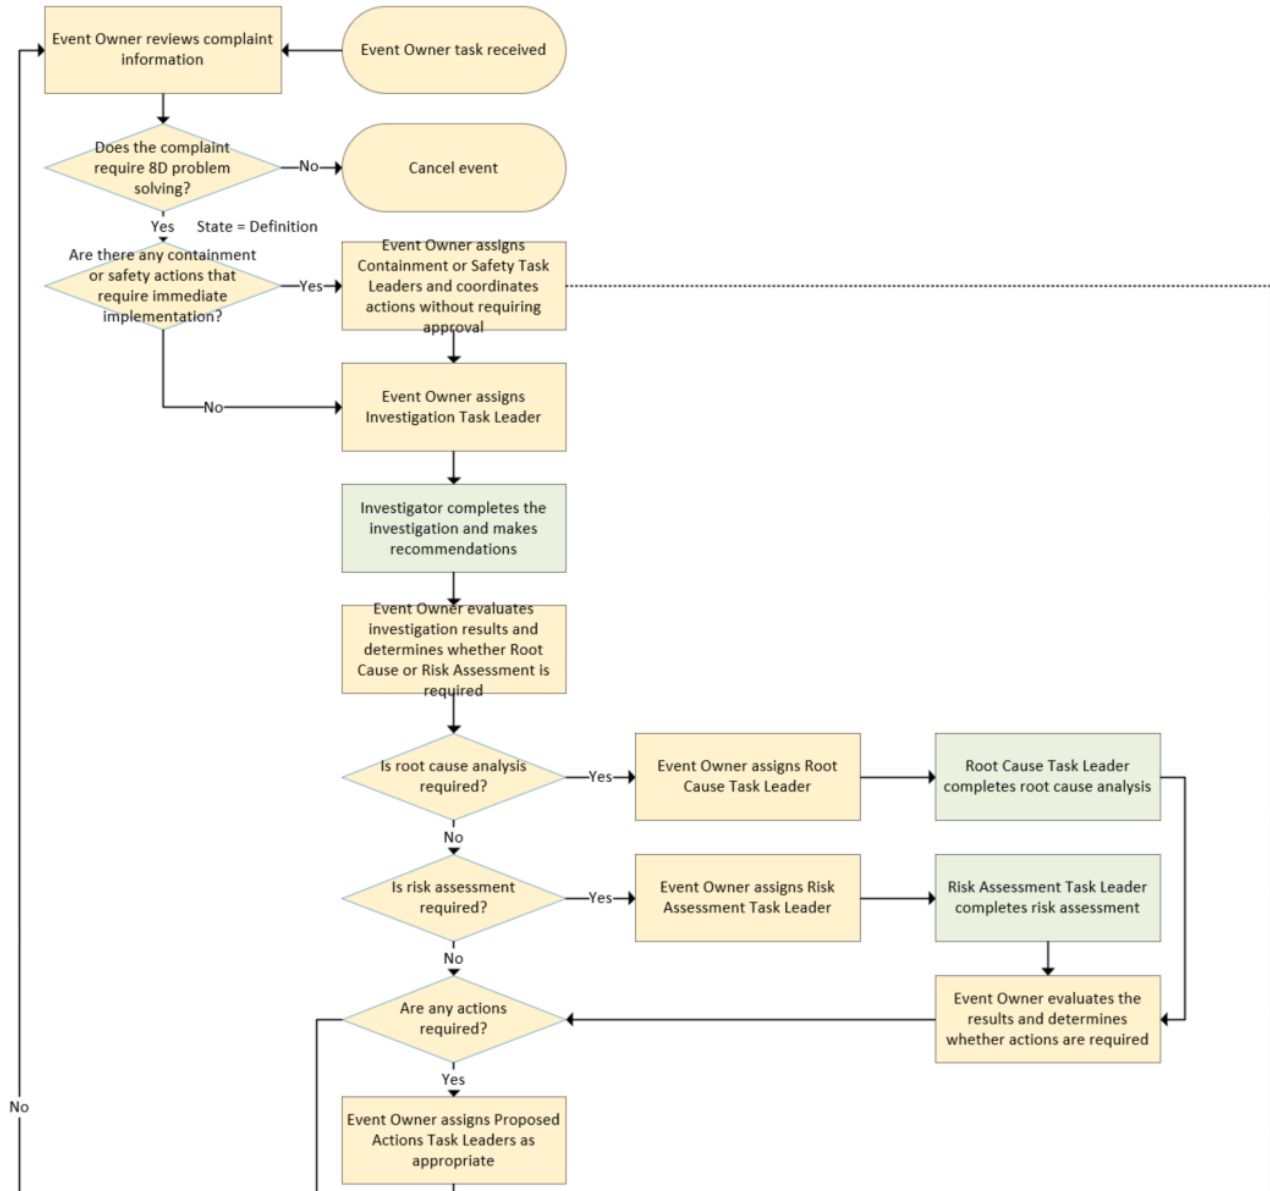 Event Owner reviews complaint
information
Event Owner task received
Does the complaint
require 8D problem
solving?
No
Cancel event
Yes
State = Definition
Are there any containment
or safety actions that
require immediate
implementation?
Yes
Event Owner assigns
Containment or Safety Task
Leaders and coordinates
actions without requiring
approval
No
Event Owner assigns
Investigation Task Leader
Investigator completes the
investigation and makes
recommendations
Event Owner evaluates
investigation results and
determines whether Root
Cause or Risk Assessment is
required
Is root cause analysis
required?
Yes
Event Owner assigns Root
Cause Task Leader
Root Cause Task Leader
completes root cause analysis
No
Is risk assessment
required?
Yes
Event Owner assigns Risk
Assessment Task Leader
Risk Assessment Task Leader
completes risk assessment
No
Are any actions
required?
Event Owner evaluates the
results and determines
whether actions are required
Yes
No
Event Owner assigns Proposed
Actions Task Leaders as
appropriate